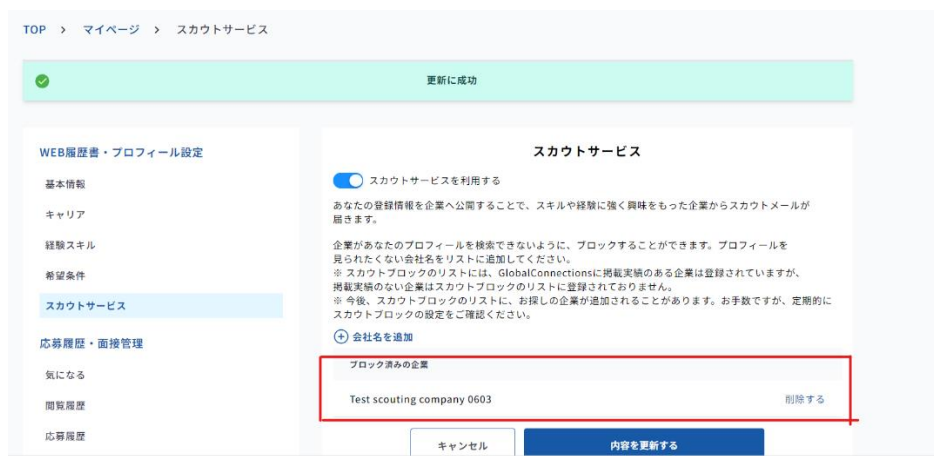 TOP > マイページ > スカウトサービス
更新に成功
WEB履歴書・プロフィール設定
基本情報
キャリア
経験スキル
希望条件
スカウトサービス
応募履歴・面接管理
気になる
閲覧履歴
応募履歴
スカウトサービス
スカウトサービスを利用する
あなたの登録情報を企業へ公開することで、スキルや経験に強く興味をもった企業からスカウトメールが
届きます。
企業があなたのプロフィールを検索できないように、ブロックすることができます。プロフィールを
見られたくない会社名をリストに追加してください。
※ スカウトブロックのリストには、GlobalConnectionsに掲載実績のある企業は登録されていますが、
掲載実績のない企業はスカウトブロックのリストに登録されておりません。
※ 今後、スカウトブロックのリストに、お探しの企業が追加されることがあります。お手数ですが、定期的に
スカウトブロックの設定をご確認ください。
会社名を追加
ブロック済みの企業
Test scouting company 0603 削除する
キャンセル 内容を更新する